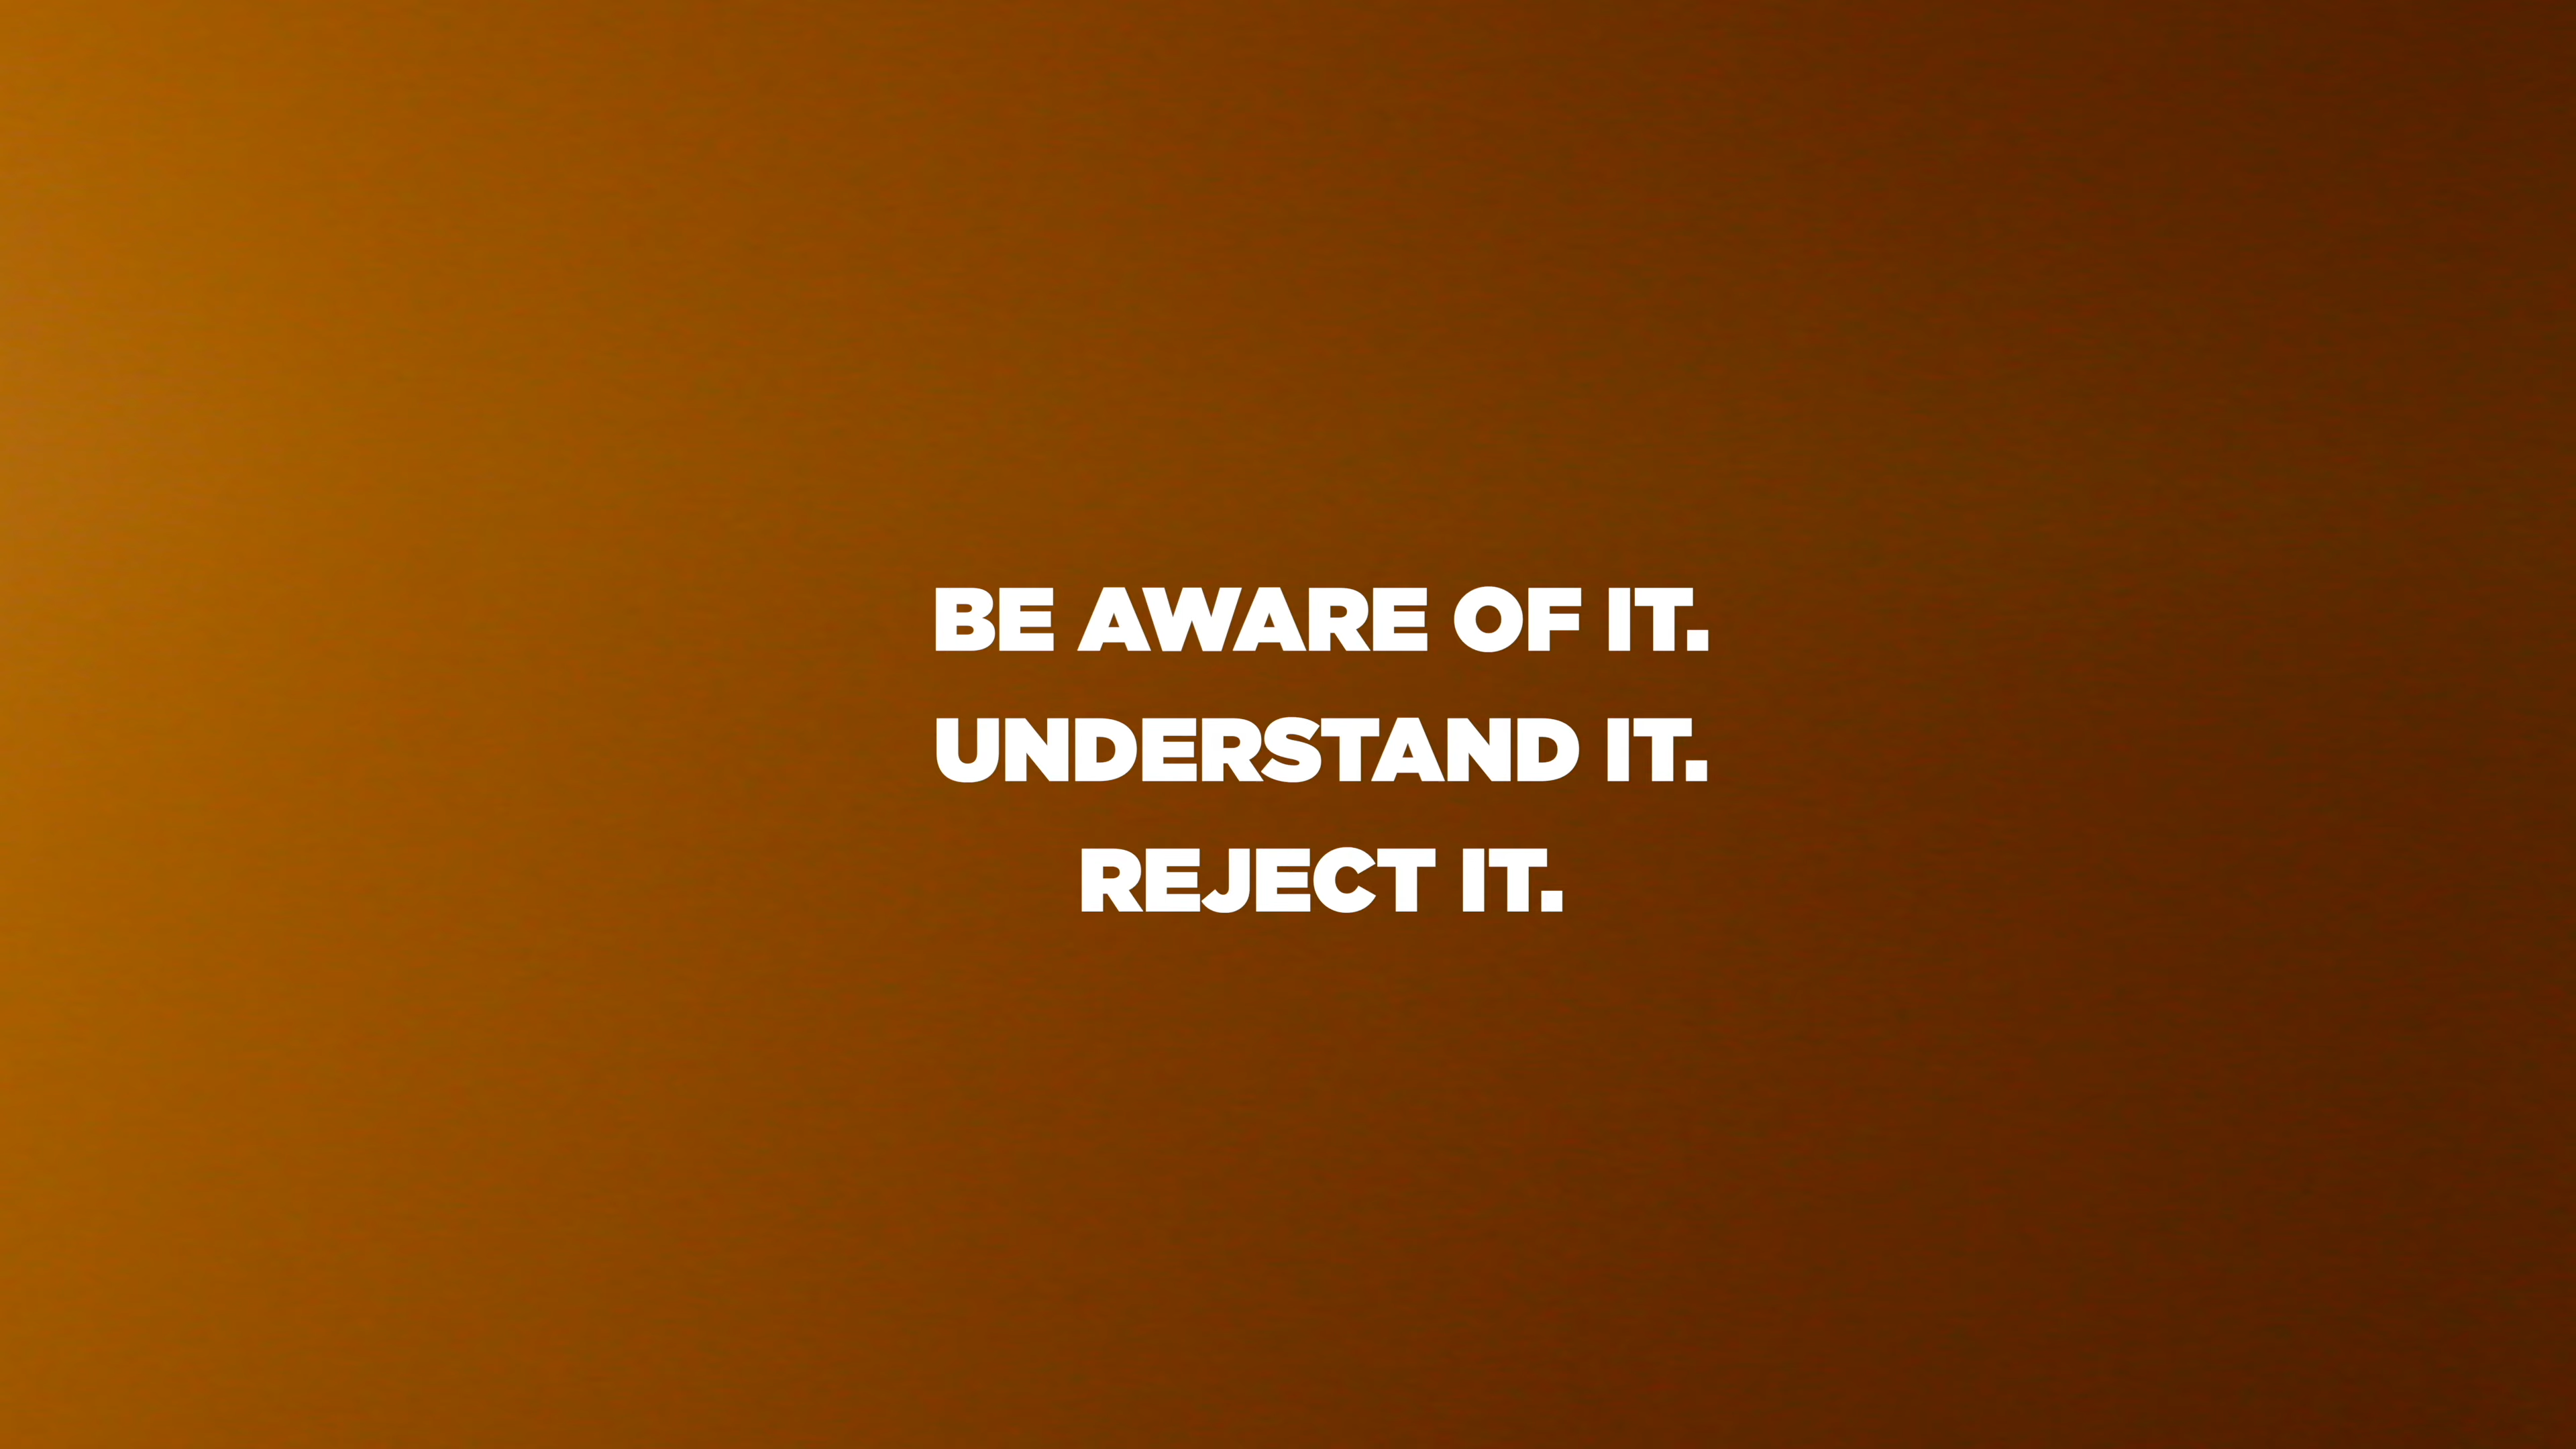 BE AWARE OF IT.
UNDERSTAND IT.
REJECT IT.